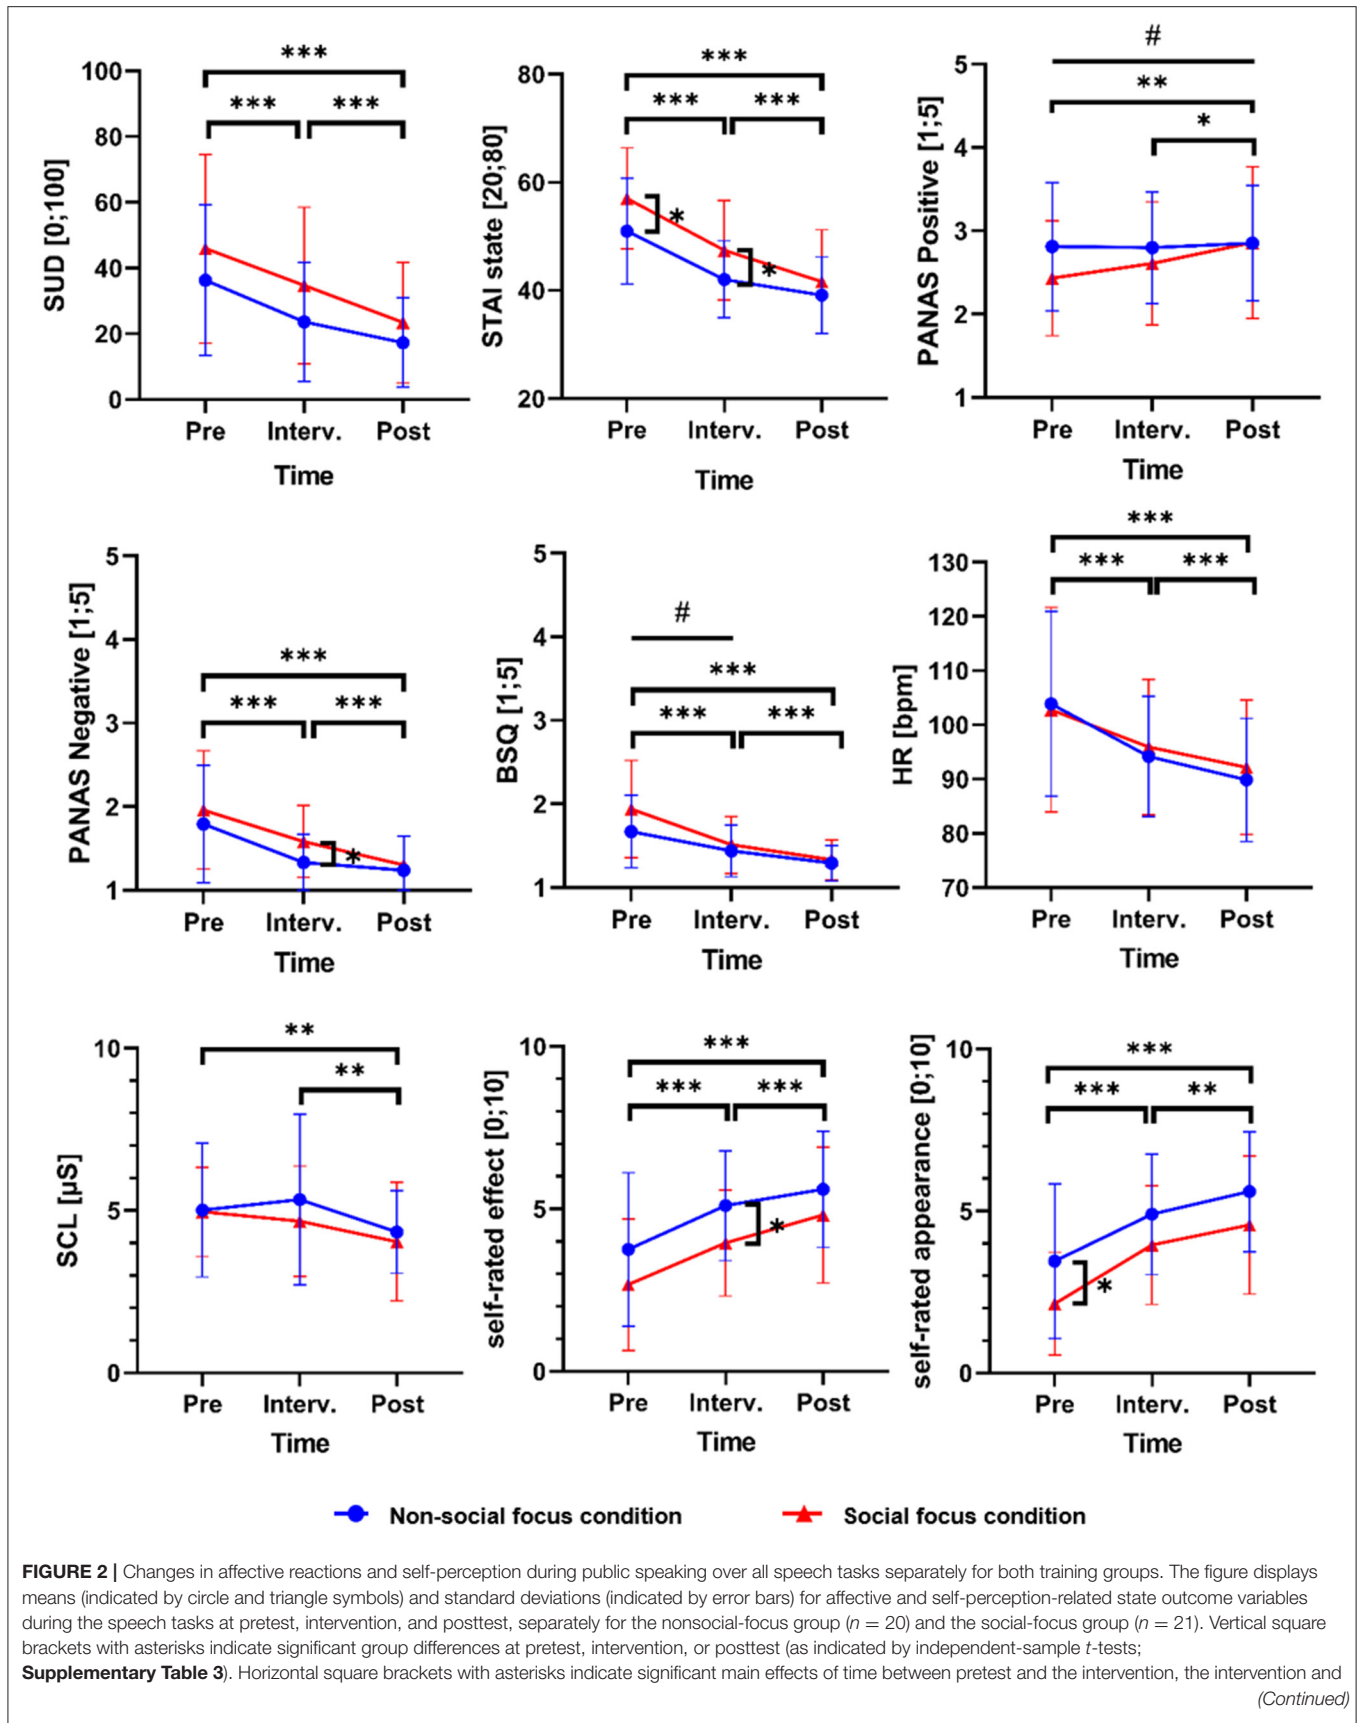 ***
*** ***
100
80
60
40
20
0
SUD [0;100]
Pre Interv. Post
Time
***
*** ***
80
60
40
20
STAI state [20;80]
*
*
Pre Interv. Post
Time
#
**
*
5
4
3
2
1
PANAS Positive [1;5]
Pre Interv. Post
Time
5
4
3
2
1
PANAS Negative [1;5]
***
*** ***
*
Pre Interv. Post
Time
5
4
3
2
1
BSQ [1;5]
#
***
*** ***
Pre Interv. Post
Time
***
*** ***
130
120
110
100
90
80
70
HR [bpm]
Pre Interv. Post
Time
**
**
10
5
0
SCL [µS]
Pre Interv. Post
Time
***
*** ***
10
5
0
self-rated effect [0;10]
*
Pre Interv. Post
Time
***
*** **
10
5
0
self-rated appearance [0;10]
*
Pre Interv. Post
Time
Non-social focus condition Social focus condition
FIGURE 2 | Changes in affective reactions and self-perception during public speaking over all speech tasks separately for both training groups. The figure displays
means (indicated by circle and triangle symbols) and standard deviations (indicated by error bars) for affective and self-perception-related state outcome variables
during the speech tasks at pretest, intervention, and posttest, separately for the nonsocial-focus group (n = 20) and the social-focus group (n = 21). Vertical square
brackets with asterisks indicate significant group differences at pretest, intervention, or posttest (as indicated by independent-sample t-tests;
Supplementary Table 3). Horizontal square brackets with asterisks indicate significant main effects of time between pretest and the intervention, the intervention and
(Continued)